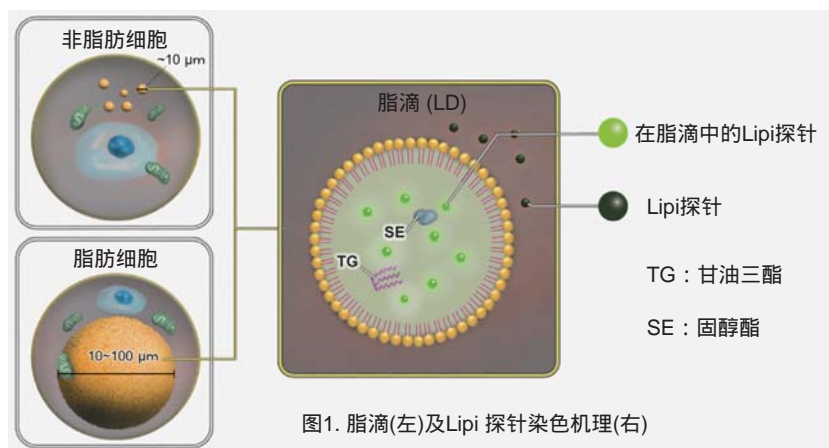 非脂肪细胞
~10 μm
脂肪细胞
10~100 μm
脂滴 (LD)
SE
TG
在脂滴中的Lipi探针
Lipi探针
TG：甘油三酯
SE：固醇酯
图1. 脂滴(左)及Lipi 探针染色机理(右)